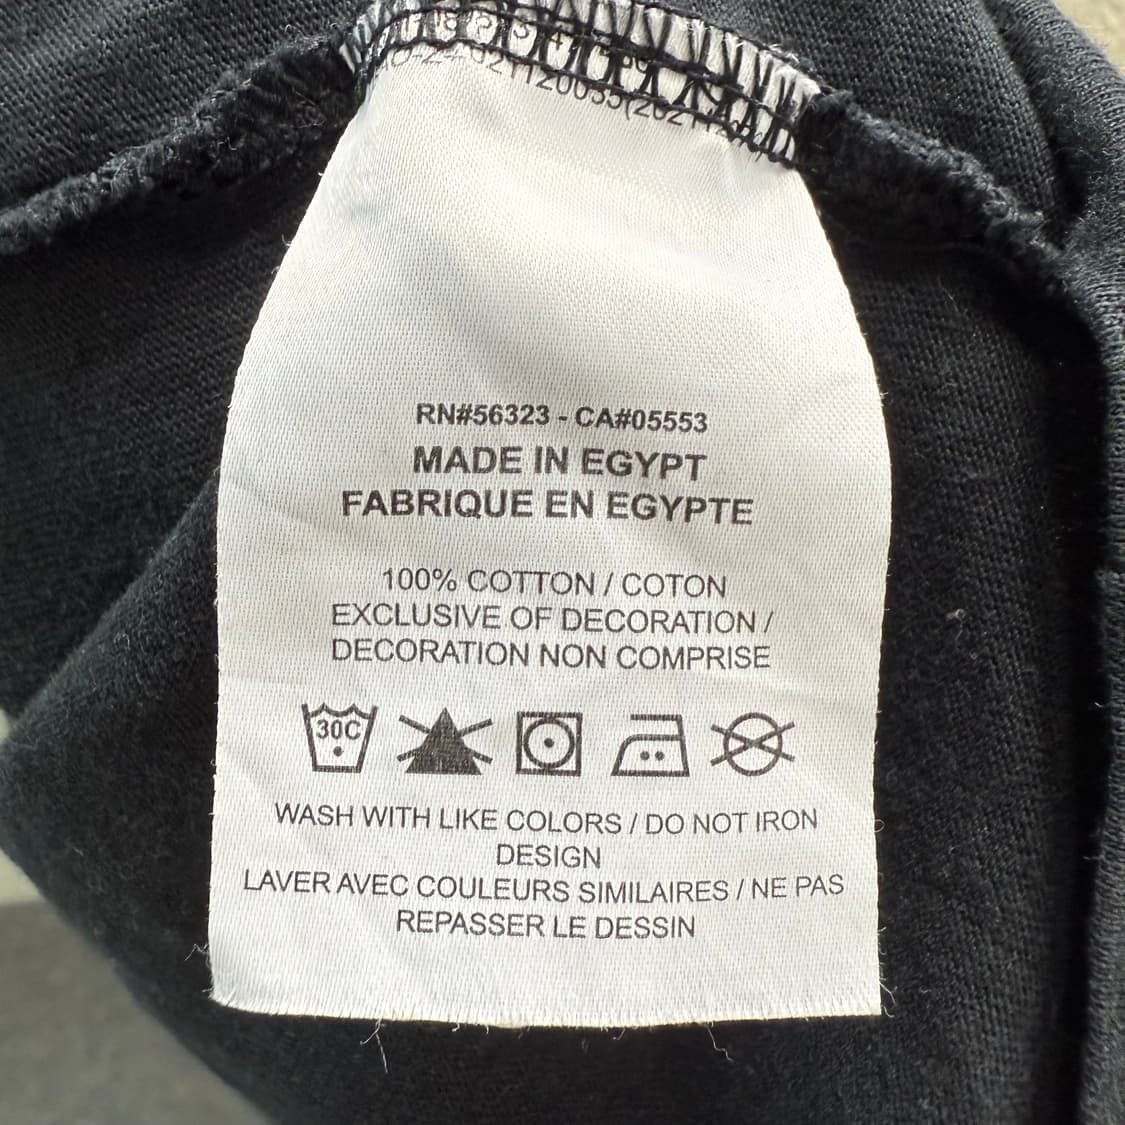 RN#56323 - CA#05553
MADE IN EGYPT
FABRIQUE EN EGYPTE
100% COTTON / COTON
EXCLUSIVE OF DECORATION /
DECORATION NON COMPRISE
30C
WASH WITH LIKE COLORS / DO NOT IRON
DESIGN
LAVER AVEC COULEURS SIMILAIRES / NE PAS
REPASSER LE DESSIN